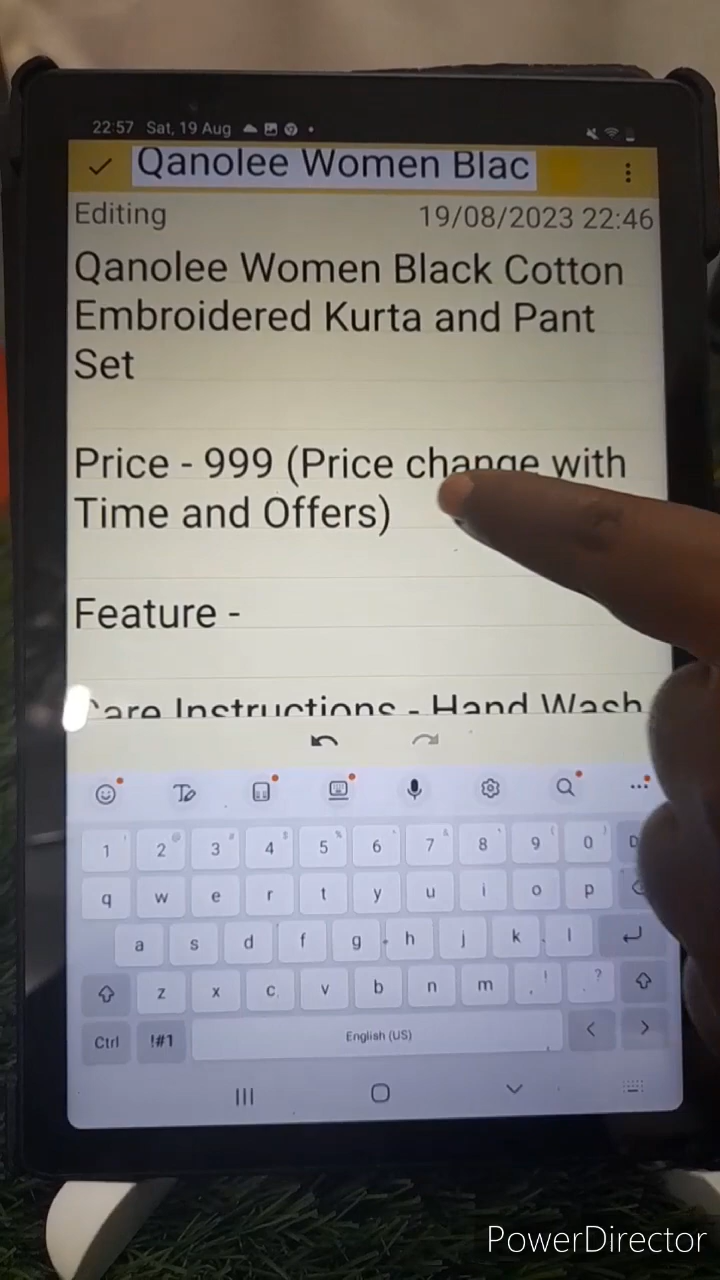 22:57 Sat, 19 Aug
Qanolee Women Blac
Editing 19/08/2023 22:46
Qanolee Women Black Cotton
Embroidered Kurta and Pant
Set
Price - 999 (Price change with
Time and Offers)
Feature -
Care Instructions - Hand Wash
1 2 3 4 5 6 7 8 9 0
q w e r t y u i o p
a s d f g h j k l
z x c v b n m , ! . ?
Ctrl !#1 English (US) < >
PowerDirector